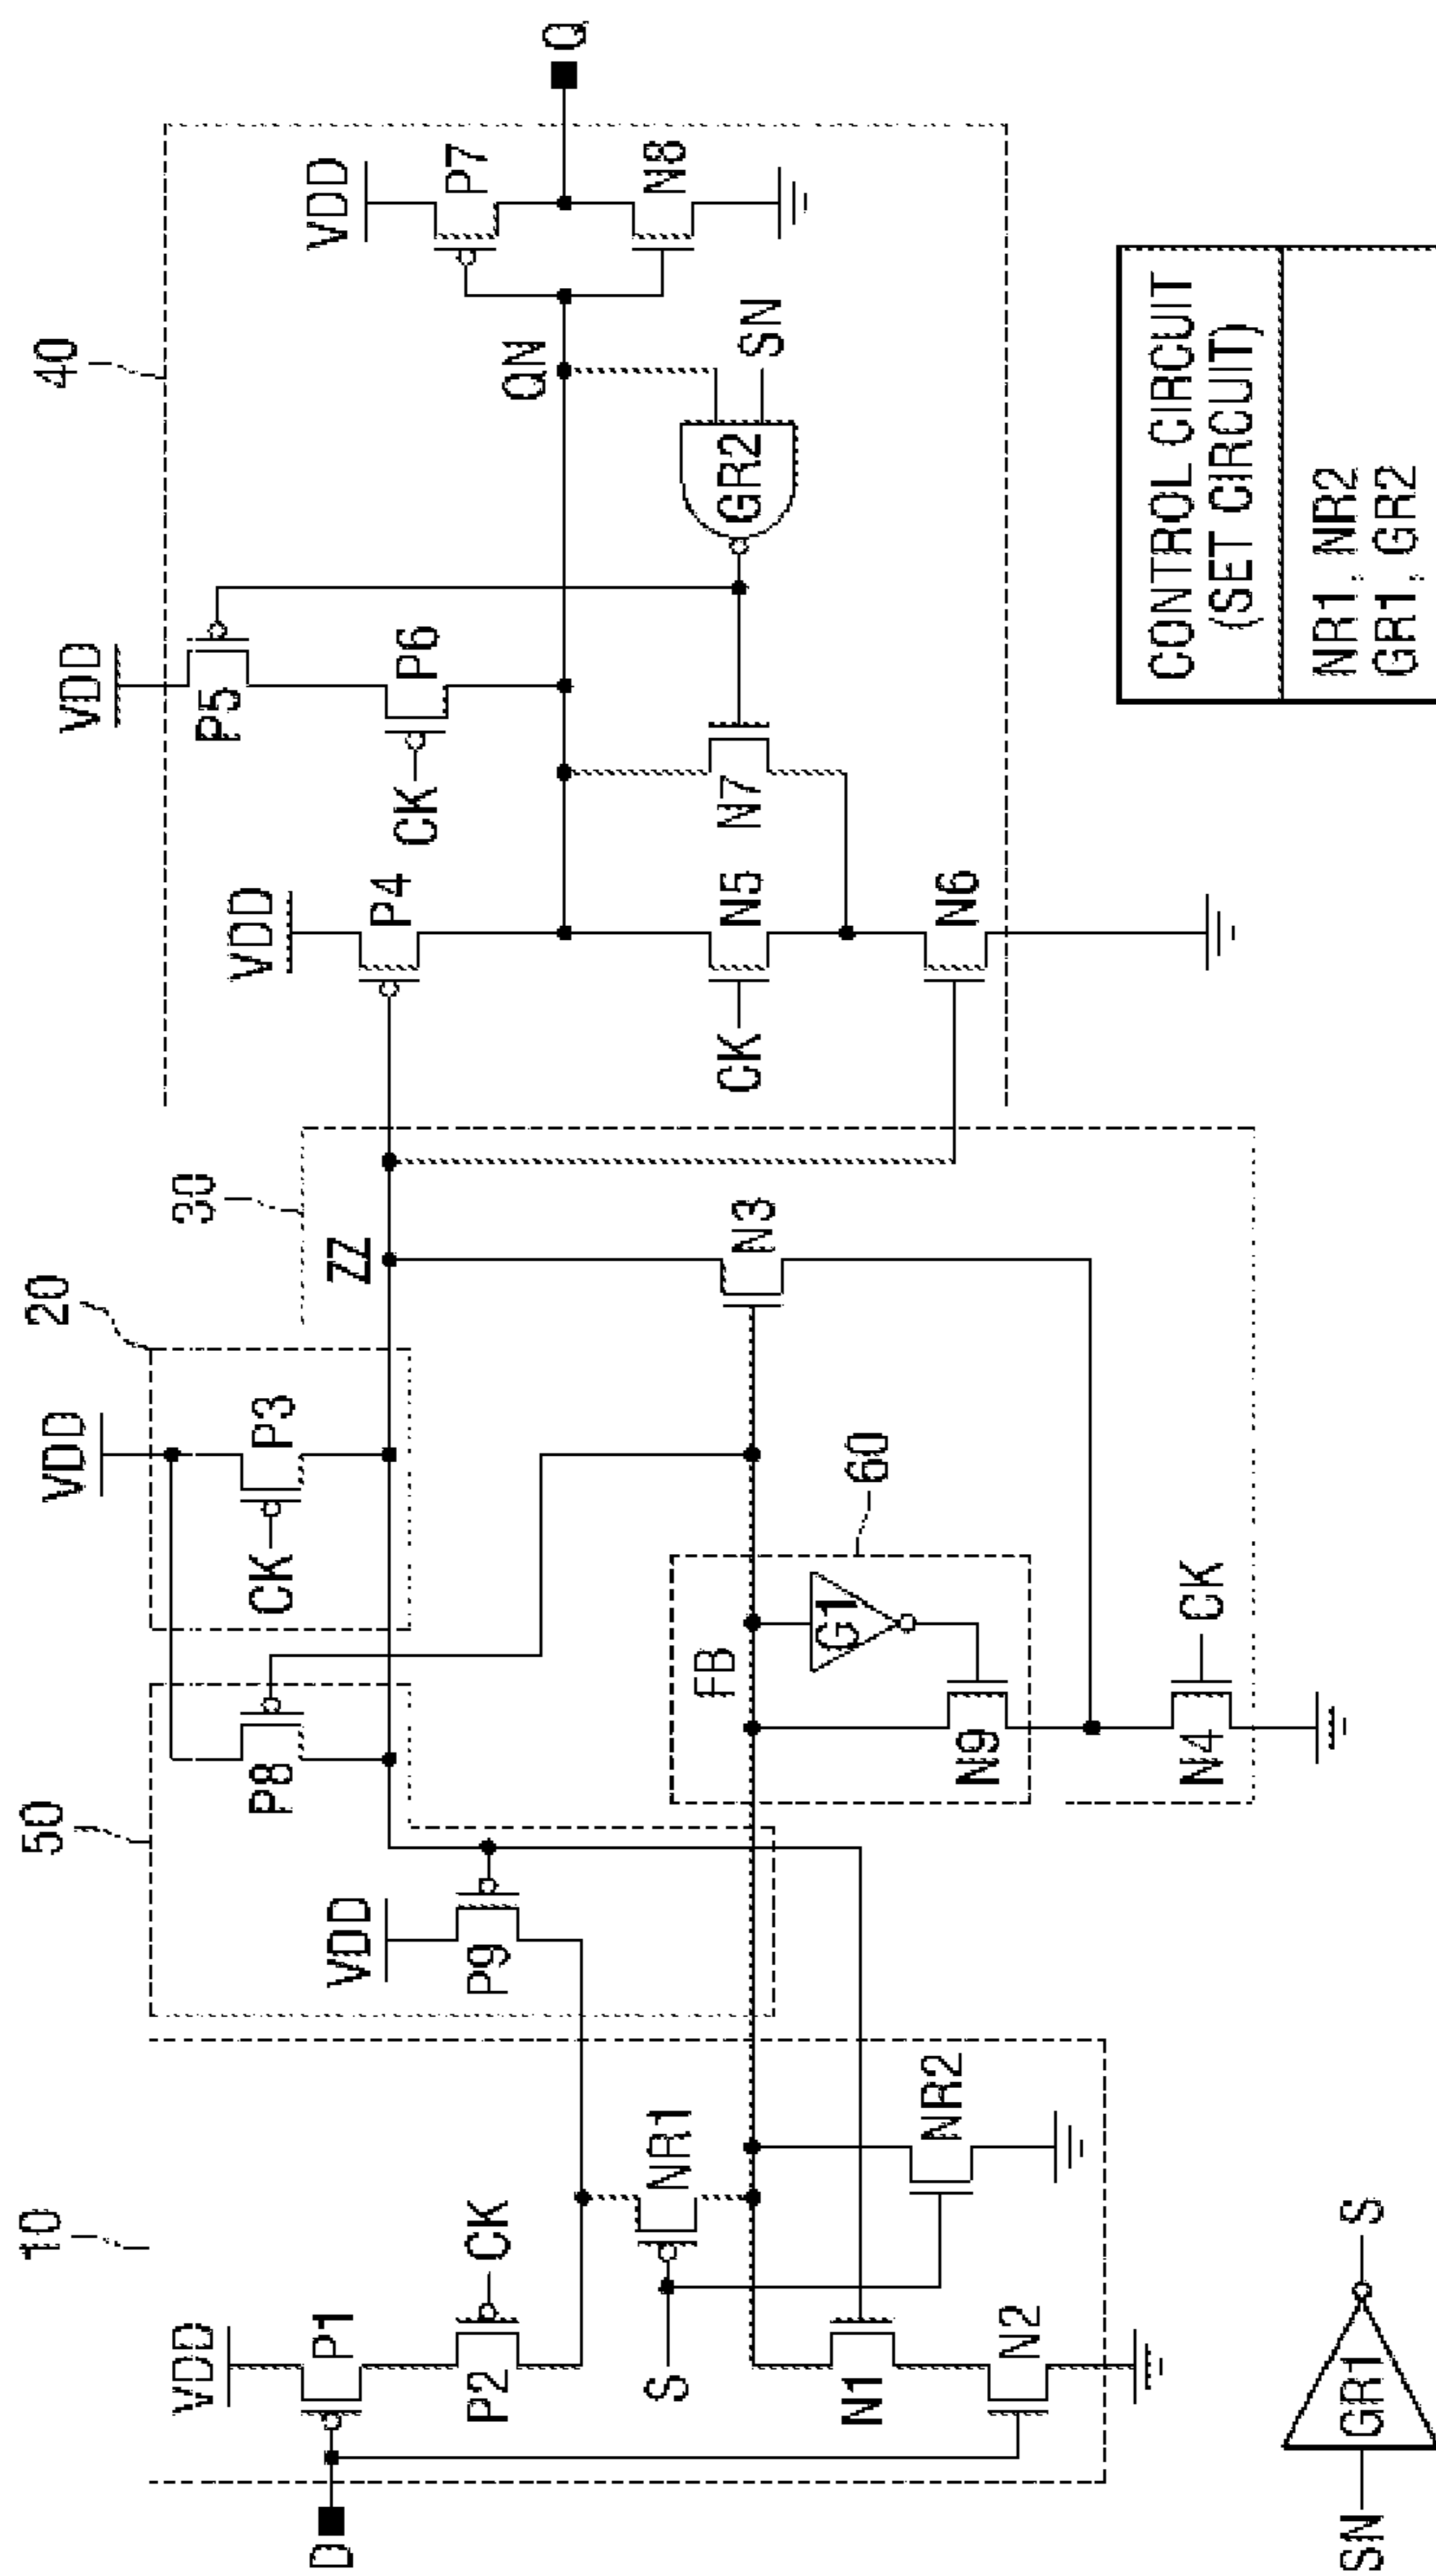 10
50
20
30
40
VDD
P1
P2
CK
D
S
NR1
NR2
N1
N2
VDD
P9
P8
VDD
P3
CK
ZZ
FB
G1
60
N9
N4
CK
N3
VDD
P4
CK
N5
N6
N7
VDD
P5
P6
CK
QN
GR2
SN
VDD
P7
N8
Q
SN
GR1
S
CONTROL CIRCUIT
(SET CIRCUIT)
NR1, NR2
GR1, GR2